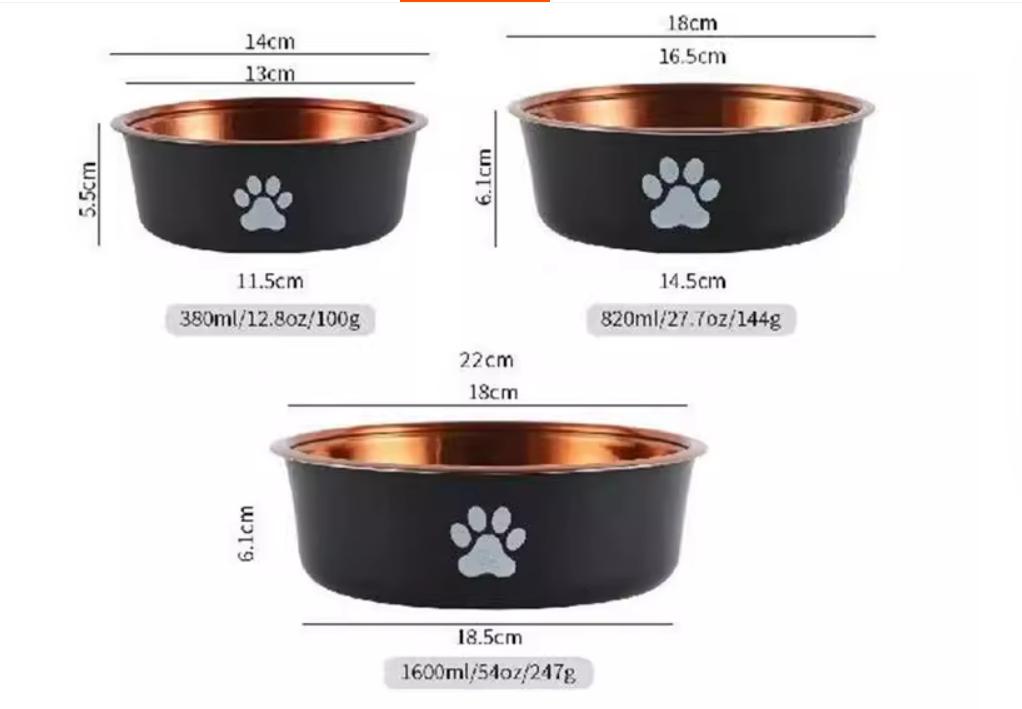 14cm
13cm
5.5cm
11.5cm
380ml/12.8oz/100g
18cm
16.5cm
6.1cm
14.5cm
820ml/27.7oz/144g
22cm
18cm
6.1cm
18.5cm
1600ml/54oz/247g